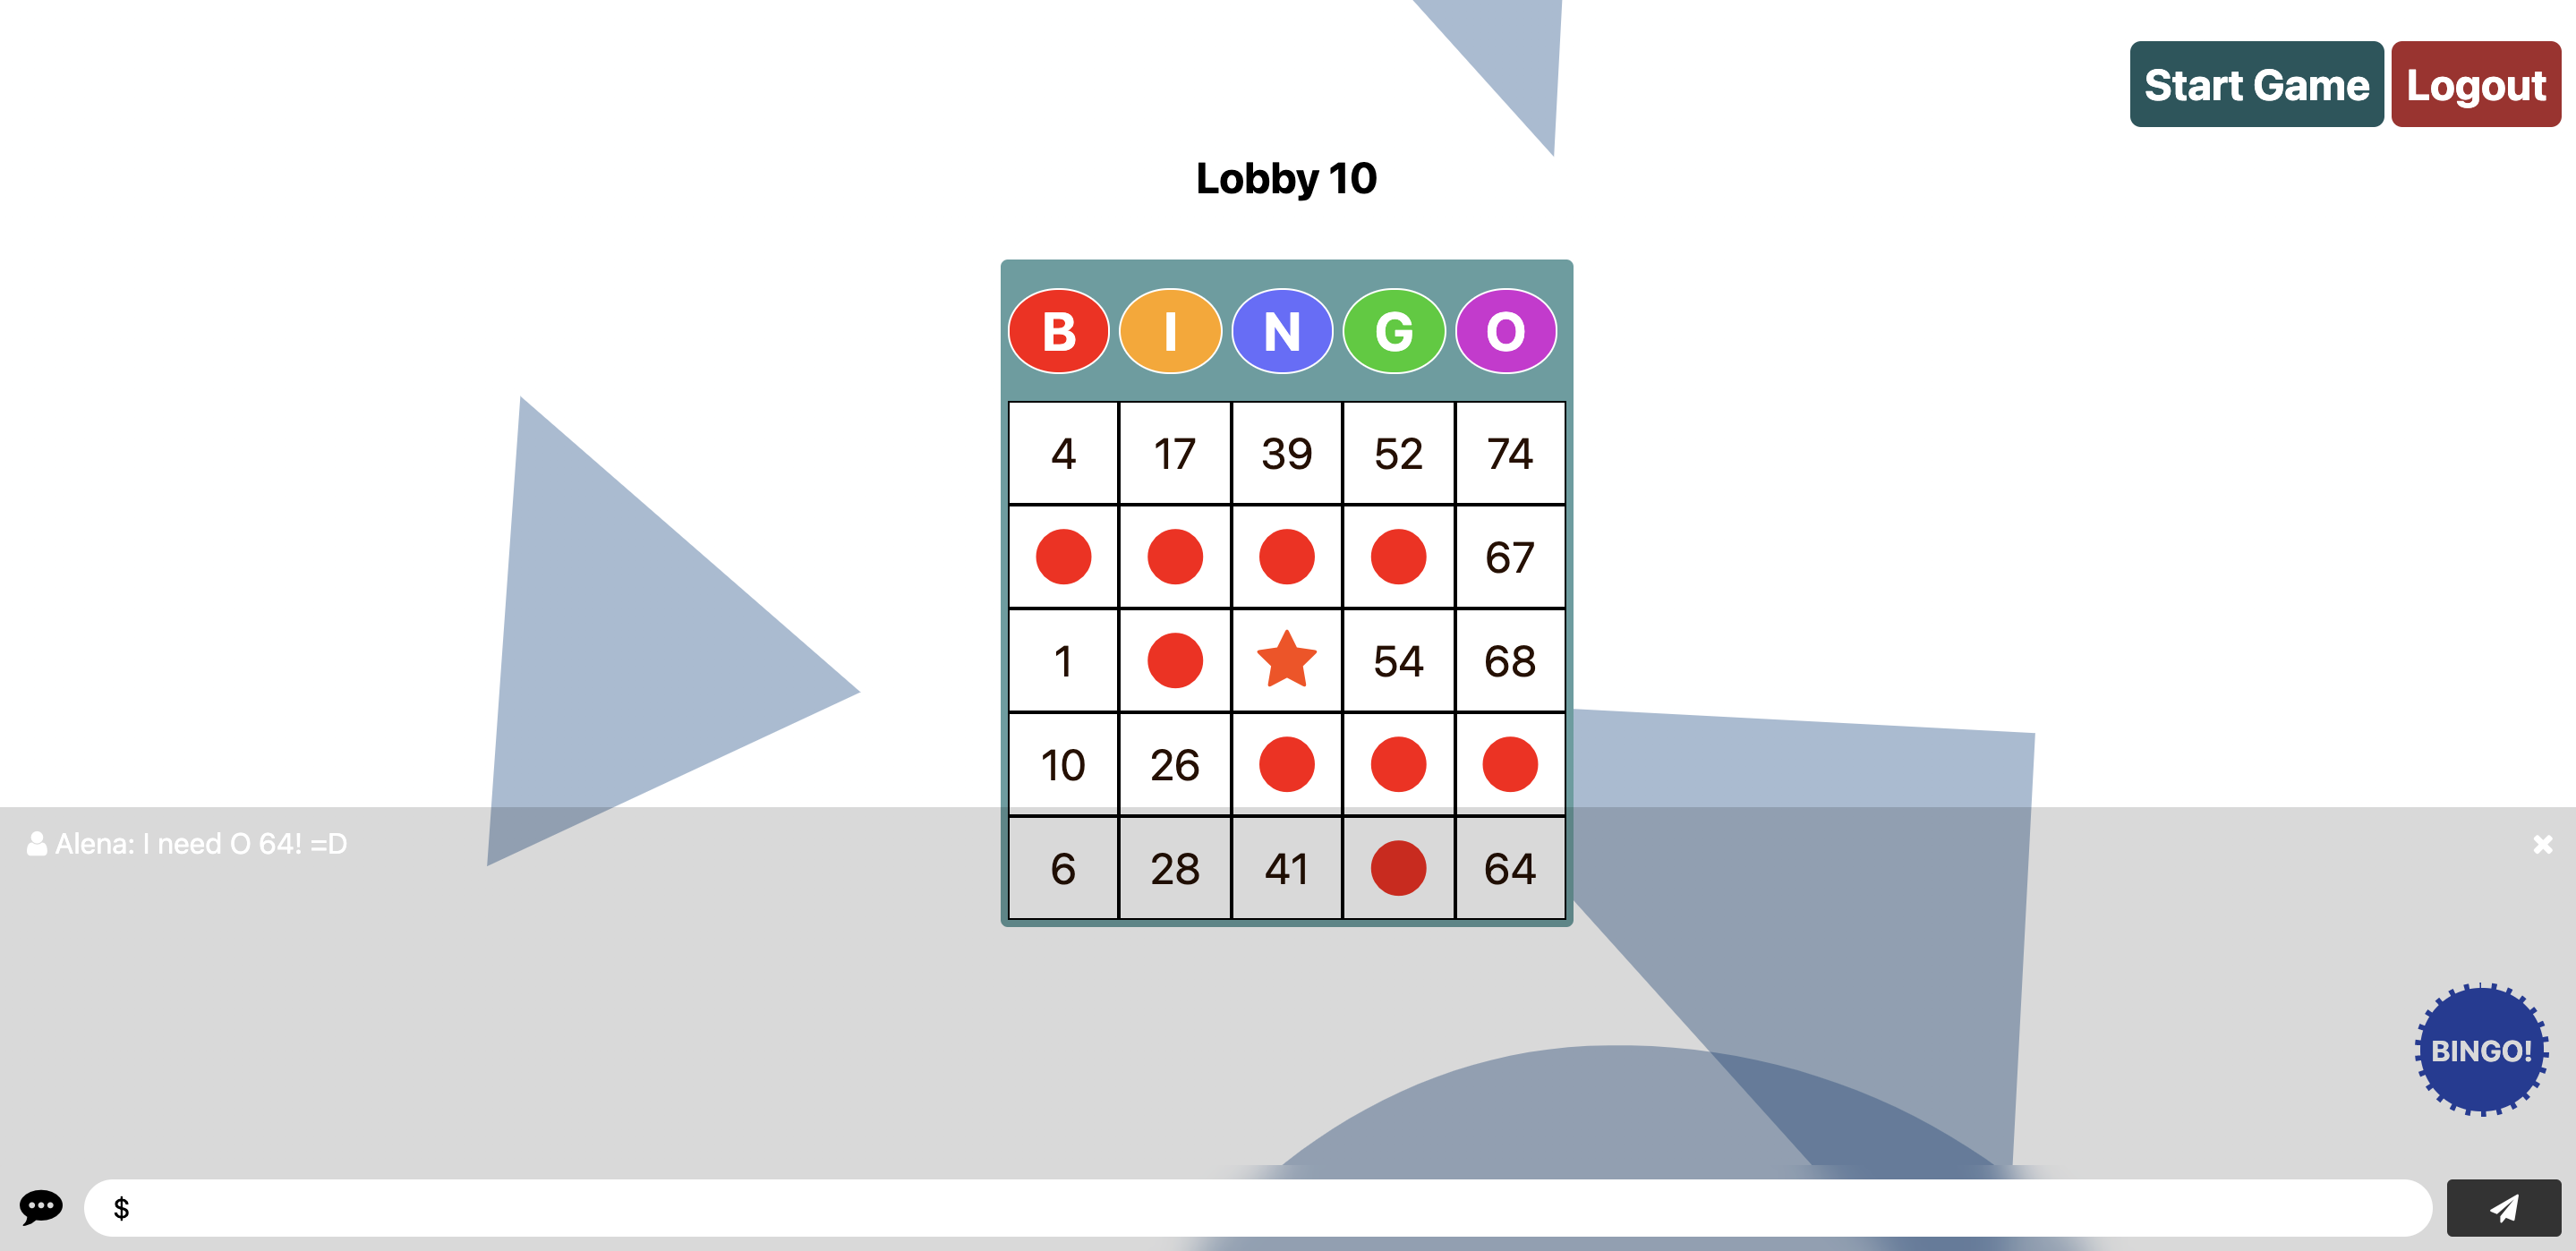 Start Game Logout
Lobby 10
B I N G O
4 17 39 52 74
67
1 54 68
10 26
6 28 41 64
Alena: I need O 64! =D
BINGO!
$